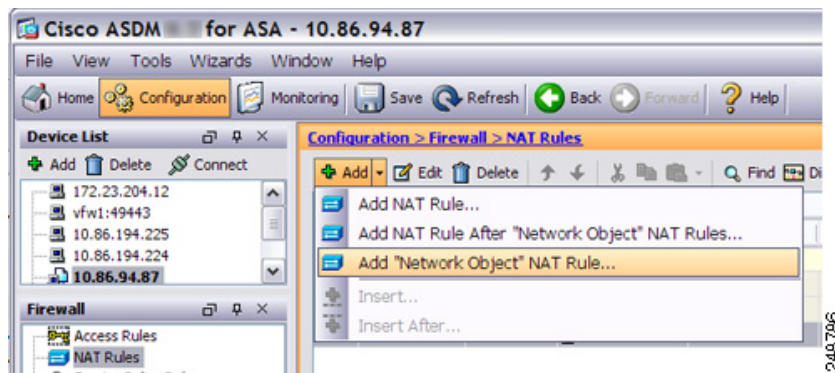 Cisco ASDM for ASA - 10.86.94.87
File View Tools Wizards Window Help
Home Configuration Monitoring Save Refresh Back Forward Help
Device List
Add Delete Connect
172.23.204.12
vfw1:49443
10.86.194.225
10.86.194.224
10.86.94.87
Firewall
Access Rules
NAT Rules
Configuration > Firewall > NAT Rules
Add Edit Delete Find Di
Add NAT Rule...
Add NAT Rule After "Network Object" NAT Rules...
Add "Network Object" NAT Rule...
Insert...
Insert After...